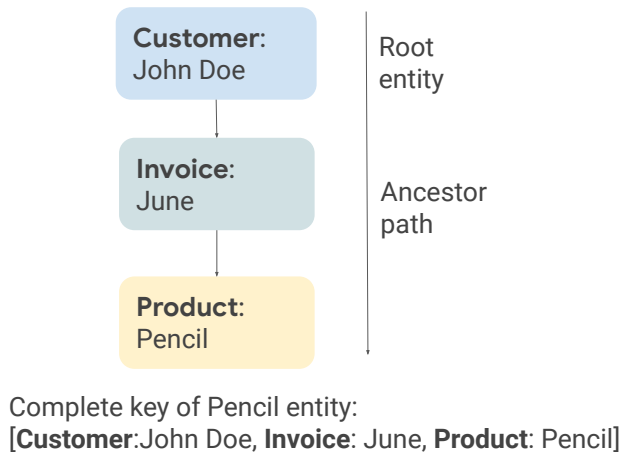 Customer:
John Doe
Root
entity
Invoice:
June
Ancestor
path
Product:
Pencil
Complete key of Pencil entity:
[Customer:John Doe, Invoice: June, Product: Pencil]